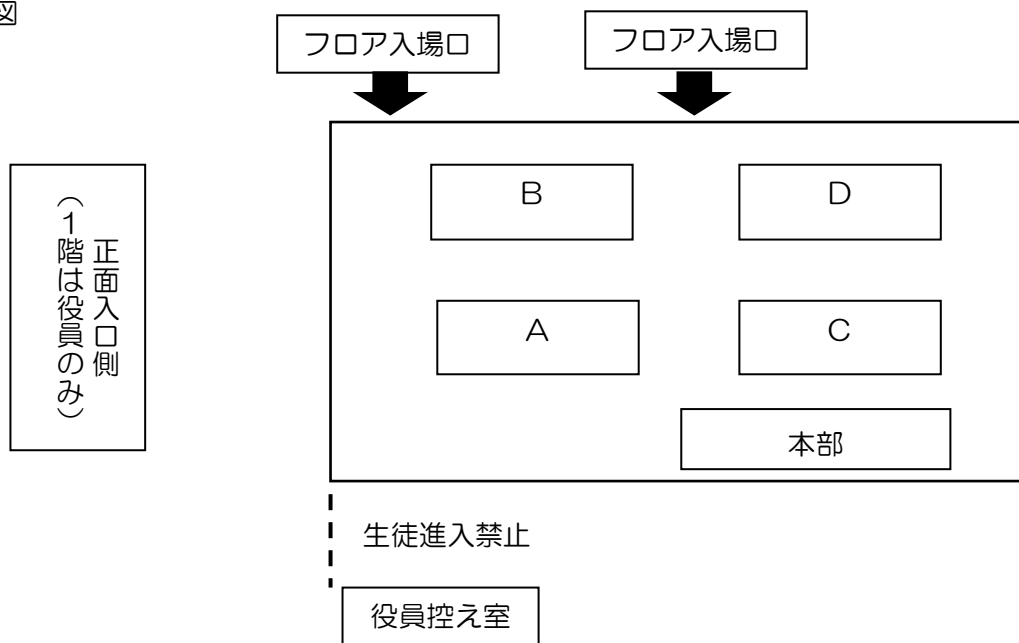 図
フロア入場口
フロア入場口
正面入口側
（１階は役員のみ）
Ｂ
Ｄ
Ａ
Ｃ
本部
生徒進入禁止
役員控え室